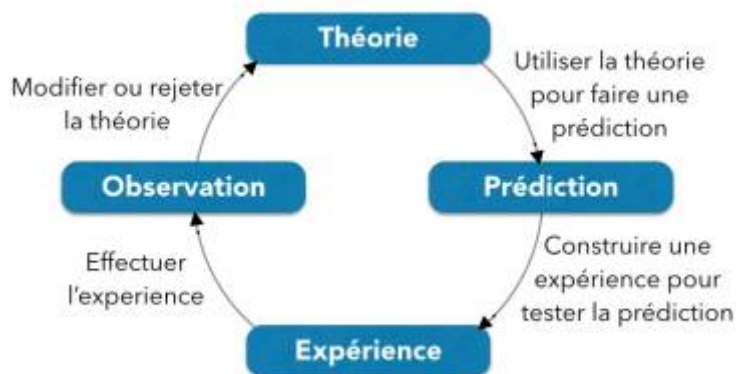 Théorie
Utiliser la théorie
pour faire une
prédiction
Prédiction
Construire une
expérience pour
tester la prédiction
Expérience
Effectuer
l'experience
Observation
Modifier ou rejeter
la théorie